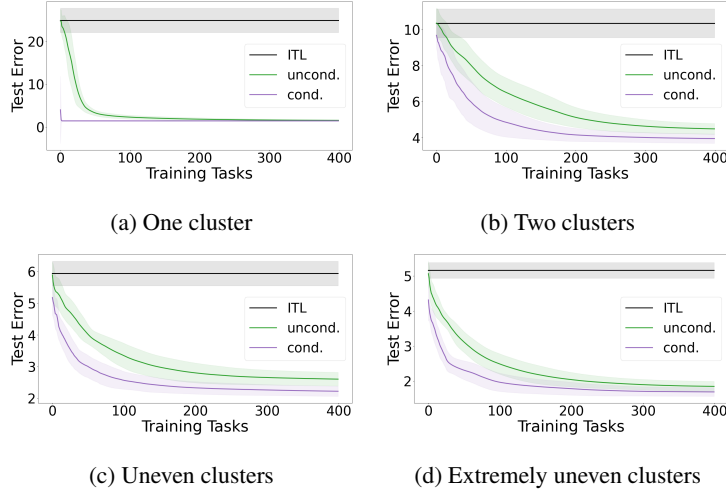 20
10
0
Test Error
ITL
uncond.
cond.
0 100 200 300 400
Training Tasks
(a) One cluster
10
8
6
4
Test Error
ITL
uncond.
cond.
0 100 200 300 400
Training Tasks
(b) Two clusters
6
5
4
3
2
Test Error
ITL
uncond.
cond.
0 100 200 300 400
Training Tasks
(c) Uneven clusters
5
4
3
2
Test Error
ITL
uncond.
cond.
0 100 200 300 400
Training Tasks
(d) Extremely uneven clusters